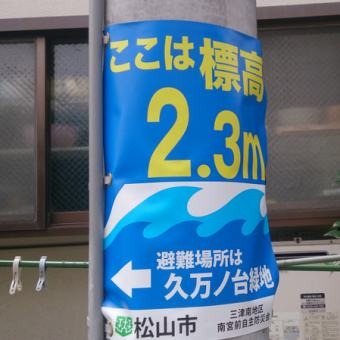 ここは標高
2.3m
避難場所は
久万ノ台緑地
松山市
三津南地区
南宮前自主防災会